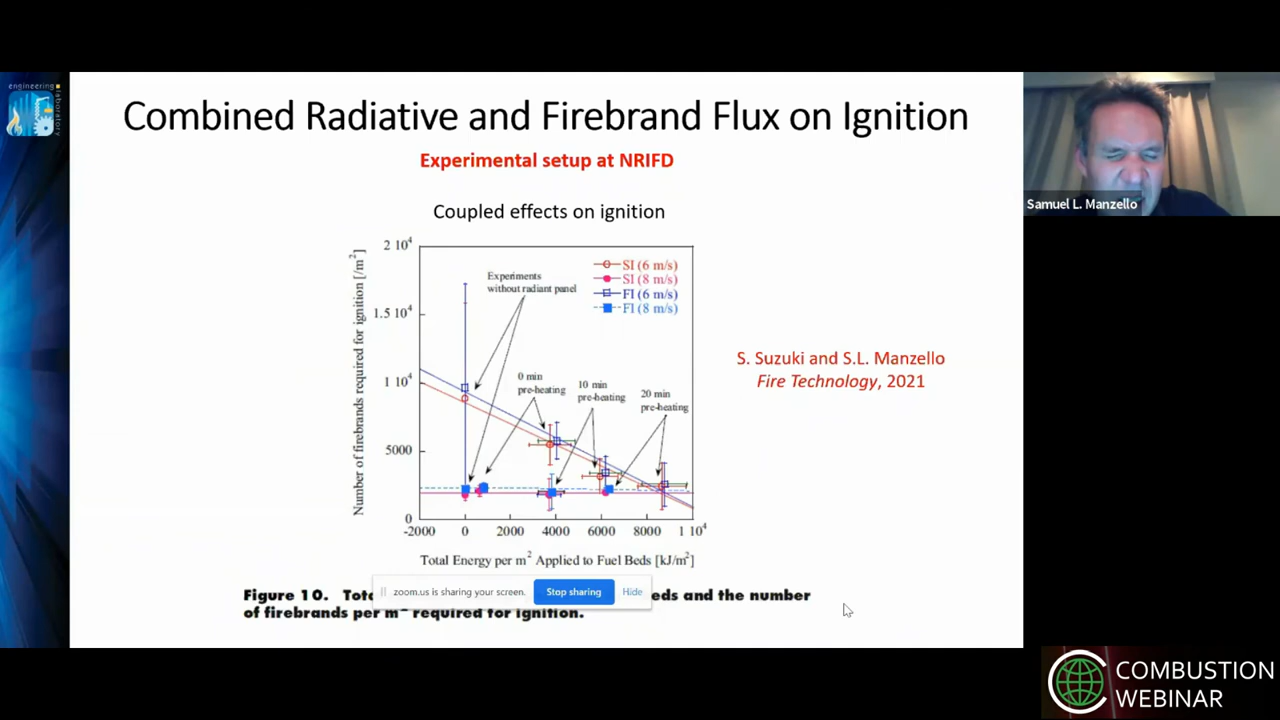 engineering
laboratory
Combined Radiative and Firebrand Flux on Ignition
Experimental setup at NRIFD
Coupled effects on ignition
Number of firebrands required for ignition [/m²]
2 10⁴
1.5 10⁴
1 10⁴
5000
0
Experiments
without radiant panel
SI (6 m/s)
SI (8 m/s)
FI (6 m/s)
FI (8 m/s)
0 min
pre-heating
10 min
pre-heating
20 min
pre-heating
-2000 0 2000 4000 6000 8000 1 10⁴
Total Energy per m² Applied to Fuel Beds [kJ/m²]
S. Suzuki and S.L. Manzello
Fire Technology, 2021
Figure 10. eds and the number
of firebrands per m required for ignition.
zoom.us is sharing your screen. Stop sharing Hide
Samuel L. Manzello
COMBUSTION
WEBINAR